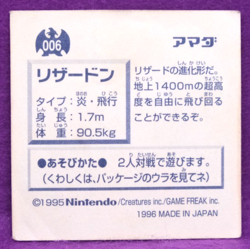 006
アマダ
リザードン
タイプ：炎・飛行
身長：1.7m
体重：90.5kg
リザードの進化形だ。
地上1400mの超高
度を自由に飛び回る
ことができるぞ。
●あそびかた● 2人対戦で遊びます。
（くわしくは、パッケージのウラを見てネ）
©1995 Nintendo/Creatures inc./GAME FREAK inc.
1996 MADE IN JAPAN